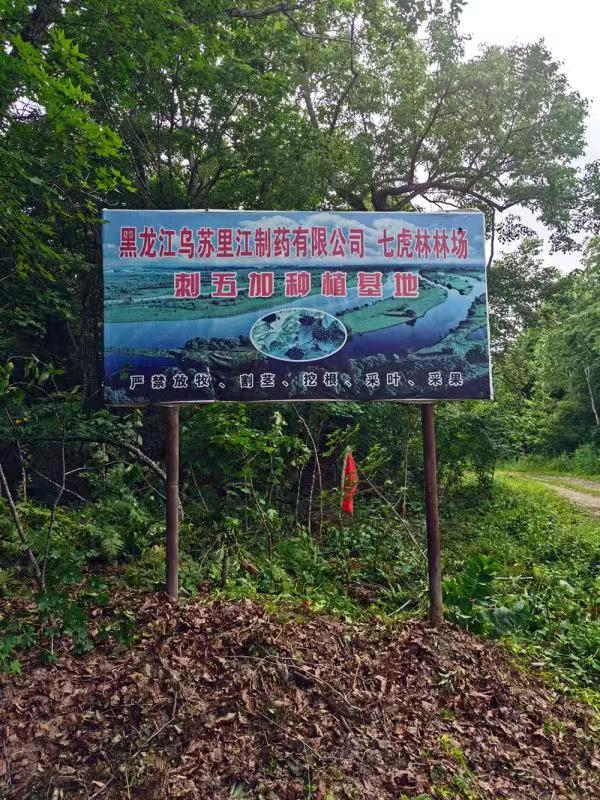 黑龙江乌苏里江制药有限公司 七虎林林场
刺五加种植基地
严禁放牧、割茎、挖根、采叶、采果